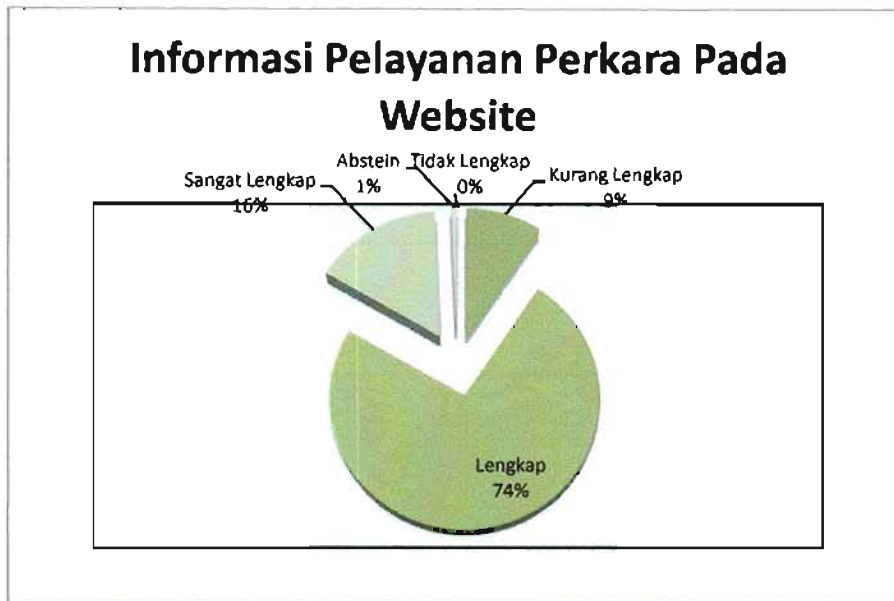 Informasi Pelayanan Perkara Pada
Website
Abstein
1%
Tidak Lengkap
0%
Sangat Lengkap
16%
Kurang Lengkap
9%
Lengkap
74%